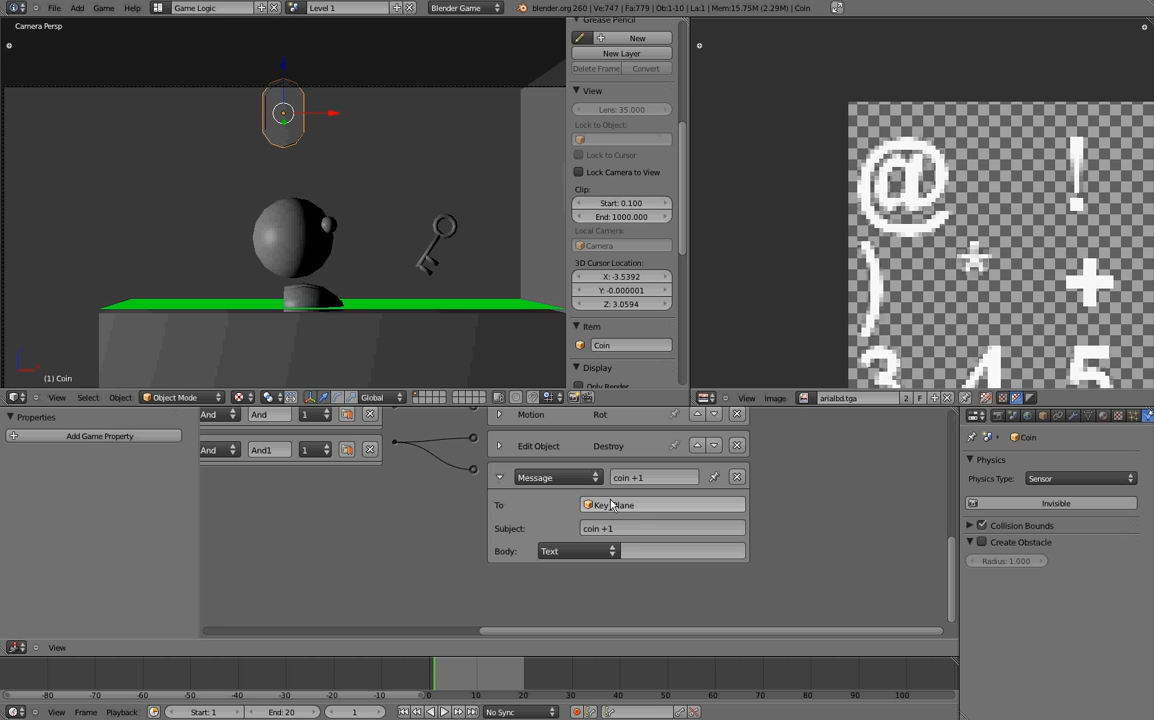 File Add Game Help Game Logic Level 1 Blender Game blender.org 260 | Ve:747 | Fa:779 | Ob:1-10 | La:1 | Mem:15.75M (2.29M) | Coin
Camera Persp
(1) Coin
View Select Object Object Mode Global
Grease Pencil
New
New Layer
Delete Frame Convert
View
Lens: 35.000
Lock to Object:
Lock to Cursor
Lock Camera to View
Clip:
Start: 0.100
End: 1000.000
Local Camera:
Camera
3D Cursor Location:
X: -3.5392
Y: -0.000001
Z: 3.0594
Item
Coin
Display
Only Render
@ !
) * +
3 4 5
View Image arialbd.tga 2 F
Properties
Add Game Property
And And 1
And And1 1
Motion Rot
Edit Object Destroy
Message coin +1
To Key Plane
Subject: coin +1
Body: Text
View
Coin
Physics
Physics Type: Sensor
Invisible
Collision Bounds
Create Obstacle
Radius: 1.000
-80 -70 -60 -50 -40 -30 -20 -10 0 10 20 30 40 50 60 70 80 90 100
View Frame Playback Start: 1 End: 20 1 No Sync